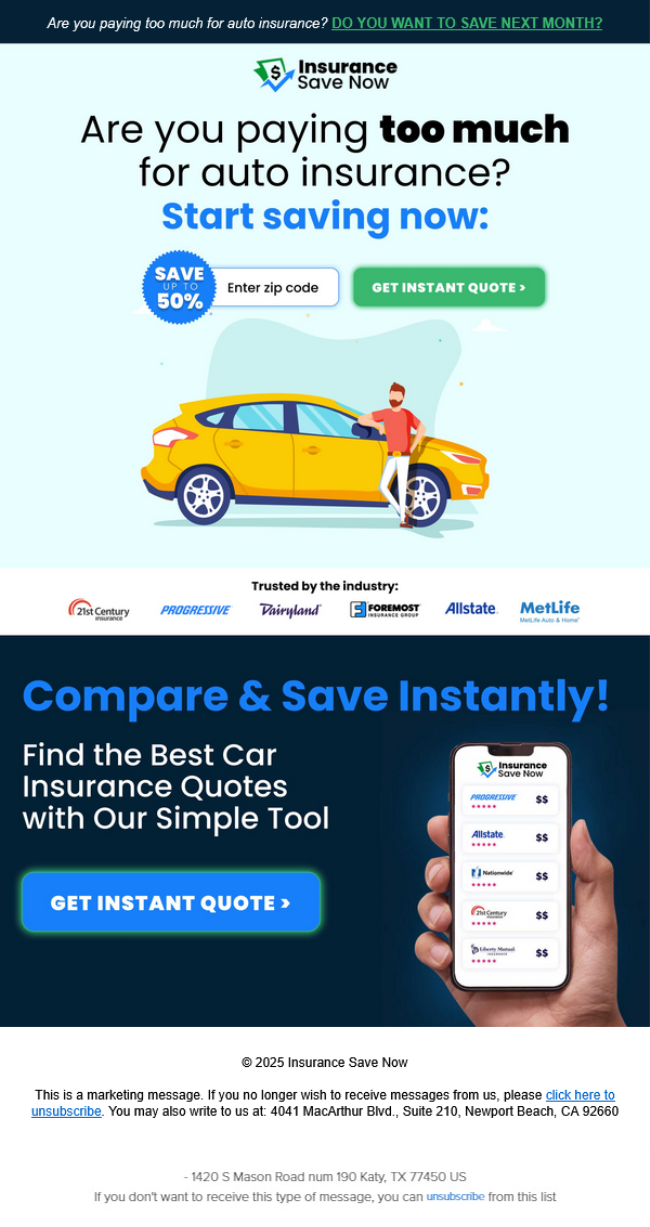 Are you paying too much for auto insurance? DO YOU WANT TO SAVE NEXT MONTH?
Insurance
Save Now
Are you paying too much
for auto insurance?
Start saving now:
SAVE
UP TO
50%
Enter zip code
GET INSTANT QUOTE >
Trusted by the industry:
21st Century
insurance
PROGRESSIVE
Dairyland
FOREMOST
INSURANCE GROUP
Allstate
MetLife
MetLife Auto & Home
Compare & Save Instantly!
Find the Best Car
Insurance Quotes
with Our Simple Tool
GET INSTANT QUOTE >
Insurance
Save Now
PROGRESSIVE
$$
Allstate
$$
Nationwide
$$
21st Century
$$
Liberty Mutual
INSURANCE
$$
© 2025 Insurance Save Now
This is a marketing message. If you no longer wish to receive messages from us, please click here to
unsubscribe. You may also write to us at: 4041 MacArthur Blvd., Suite 210, Newport Beach, CA 92660
- 1420 S Mason Road num 190 Katy, TX 77450 US
If you don't want to receive this type of message, you can unsubscribe from this list